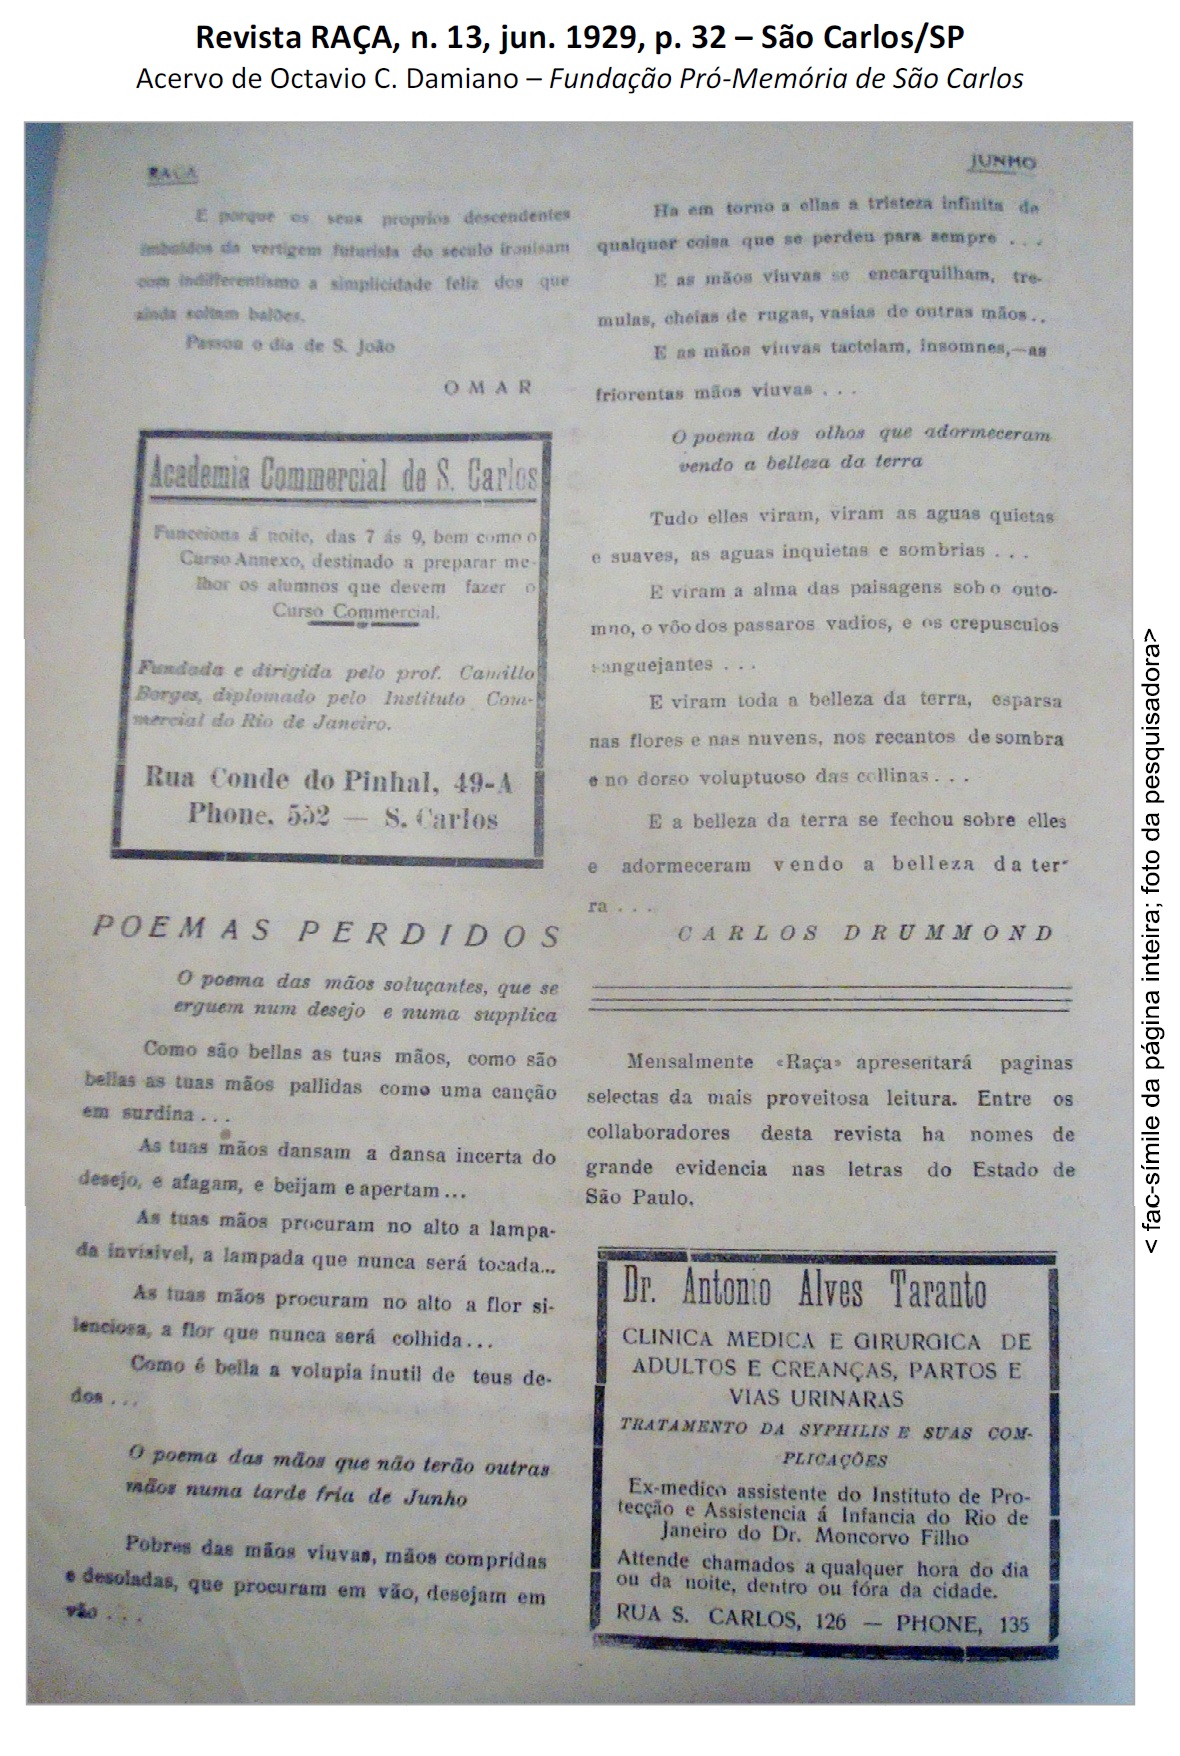 Revista RAÇA, n. 13, jun. 1929, p. 32 – São Carlos/SP
Acervo de Octavio C. Damiano – Fundação Pró-Memória de São Carlos
RAÇA
JUNHO
E porque os seus proprios descendentes
imbuidos da vertigem futurista do seculo ironisam
com indifferentismo a simplicidade feliz dos que
ainda soltam balões.
Passou o dia de S. João
OMAR
Academia Commercial de S. Carlos
Funcciona á noite, das 7 ás 9, bem como o
Curso Annexo, destinado a preparar me-
lhor os alumnos que devem fazer o
Curso Commercial.
Fundada e dirigida pelo prof. Camillo
Borges, diplomado pelo Instituto Com-
mercial do Rio de Janeiro.
Rua Conde do Pinhal, 49-A
Phone, 552 — S. Carlos
POEMAS PERDIDOS
O poema das mãos soluçantes, que se
erguem num desejo e numa supplica
Como são bellas as tuas mãos, como são
bellas as tuas mãos pallidas como uma canção
em surdina . . .
As tuas mãos dansam a dansa incerta do
desejo, e afagam, e beijam e apertam ...
As tuas mãos procuram no alto a lampa-
da invisivel, a lampada que nunca será tocada...
As tuas mãos procuram no alto a flor si-
lenciosa, a flor que nunca será colhida ...
Como é bella a volupia inutil de teus de-
dos . . .
O poema das mãos que não terão outras
mãos numa tarde fria de Junho
Pobres das mãos viuvas, mãos compridas
e desoladas, que procuram em vão, desejam em
vão . . .
Ha em torno a ellas a tristeza infinita de
qualquer coisa que se perdeu para sempre . . .
E as mãos viuvas se encarquilham, tre-
mulas, cheias de rugas, vasias de outras mãos..
E as mãos viuvas tacteiam, insomnes,—as
friorentas mãos viuvas . . .
O poema dos olhos que adormeceram
vendo a belleza da terra
Tudo elles viram, viram as aguas quietas
e suaves, as aguas inquietas e sombrias . . .
E viram a alma das paisagens sob o outo-
mno, o vôo dos passaros vadios, e os crepusculos
sanguejantes . . .
E viram toda a belleza da terra, esparsa
nas flores e nas nuvens, nos recantos de sombra
e no dorso voluptuoso das collinas . . .
E a belleza da terra se fechou sobre elles
e adormeceram vendo a belleza da ter-
ra . . .
CARLOS DRUMMOND
Mensalmente «Raça» apresentará paginas
selectas da mais proveitosa leitura. Entre os
collaboradores desta revista ha nomes de
grande evidencia nas letras do Estado de
São Paulo.
Dr. Antonio Alves Taranto
CLINICA MEDICA E GIRURGICA DE
ADULTOS E CREANÇAS, PARTOS E
VIAS URINARAS
TRATAMENTO DA SYPHILIS E SUAS COM-
PLICAÇÕES
Ex-medico assistente do Instituto de Pro-
tecção e Assistencia á Infancia do Rio de
Janeiro do Dr. Moncorvo Filho
Attende chamados a qualquer hora do dia
ou da noite, dentro ou fóra da cidade.
RUA S. CARLOS, 126 — PHONE, 135
< fac-símile da página inteira; foto da pesquisadora>